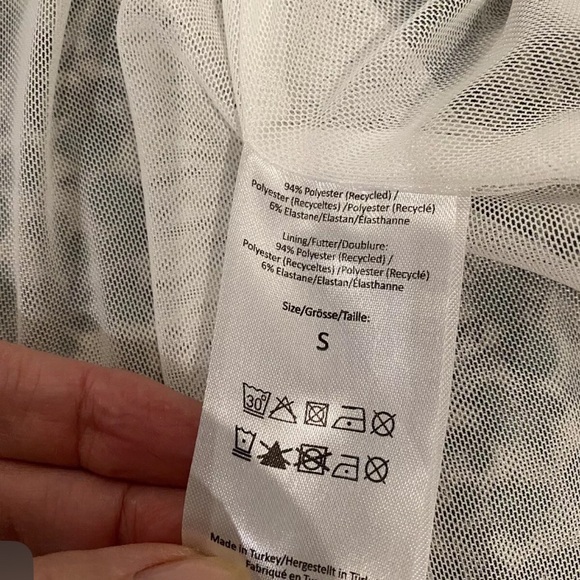 94% Polyester (Recycled) /
Polyester (Recyceltes) /Polyester (Recyclé)
6% Elastane/Elastan/Élasthanne
Lining/Futter/Doublure:
94% Polyester (Recycled) /
Polyester (Recyceltes) /Polyester (Recyclé)
6% Elastane/Elastan/Élasthanne
Size/Grösse/Taille:
S
30°
Made in Turkey/Hergestellt in
Fabriqué en